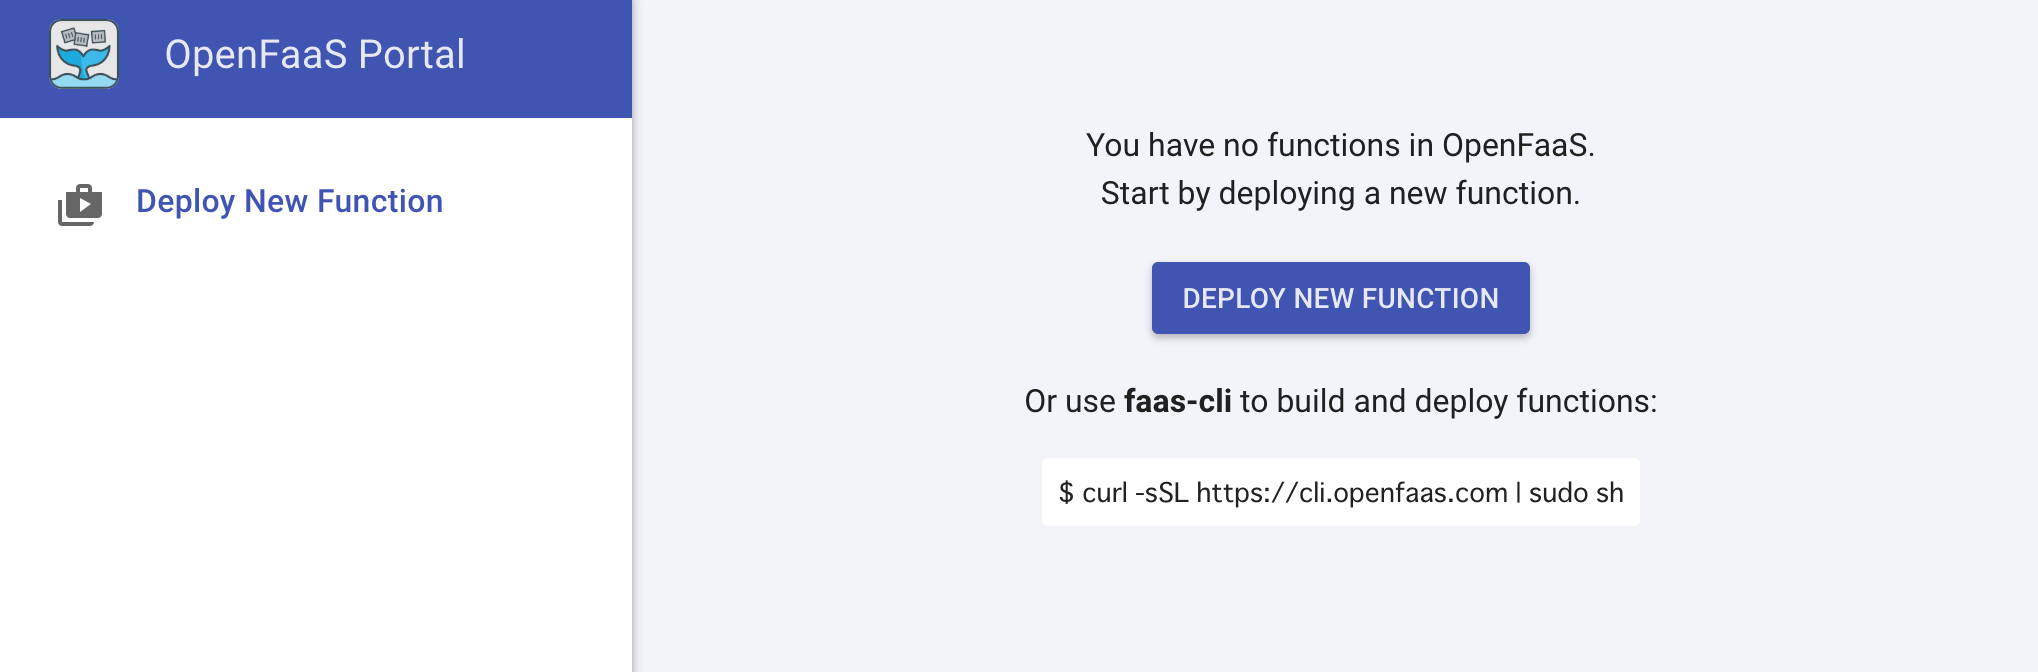 OpenFaaS Portal
Deploy New Function
You have no functions in OpenFaaS.
Start by deploying a new function.
DEPLOY NEW FUNCTION
Or use faas-cli to build and deploy functions:
$ curl -sSL https://cli.openfaas.com | sudo sh